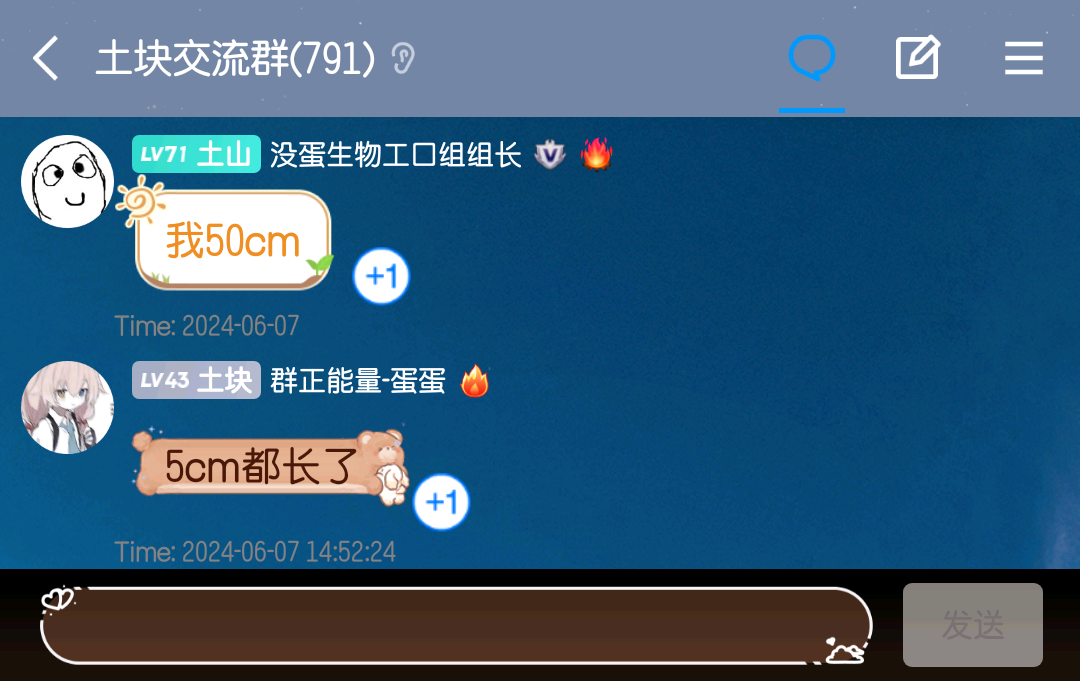 土块交流群(791)
LV71 土山 没蛋生物工口组组长
我50cm
+1
Time: 2024-06-07
LV43 土块 群正能量-蛋蛋
5cm都长了
+1
Time: 2024-06-07 14:52:24
发送